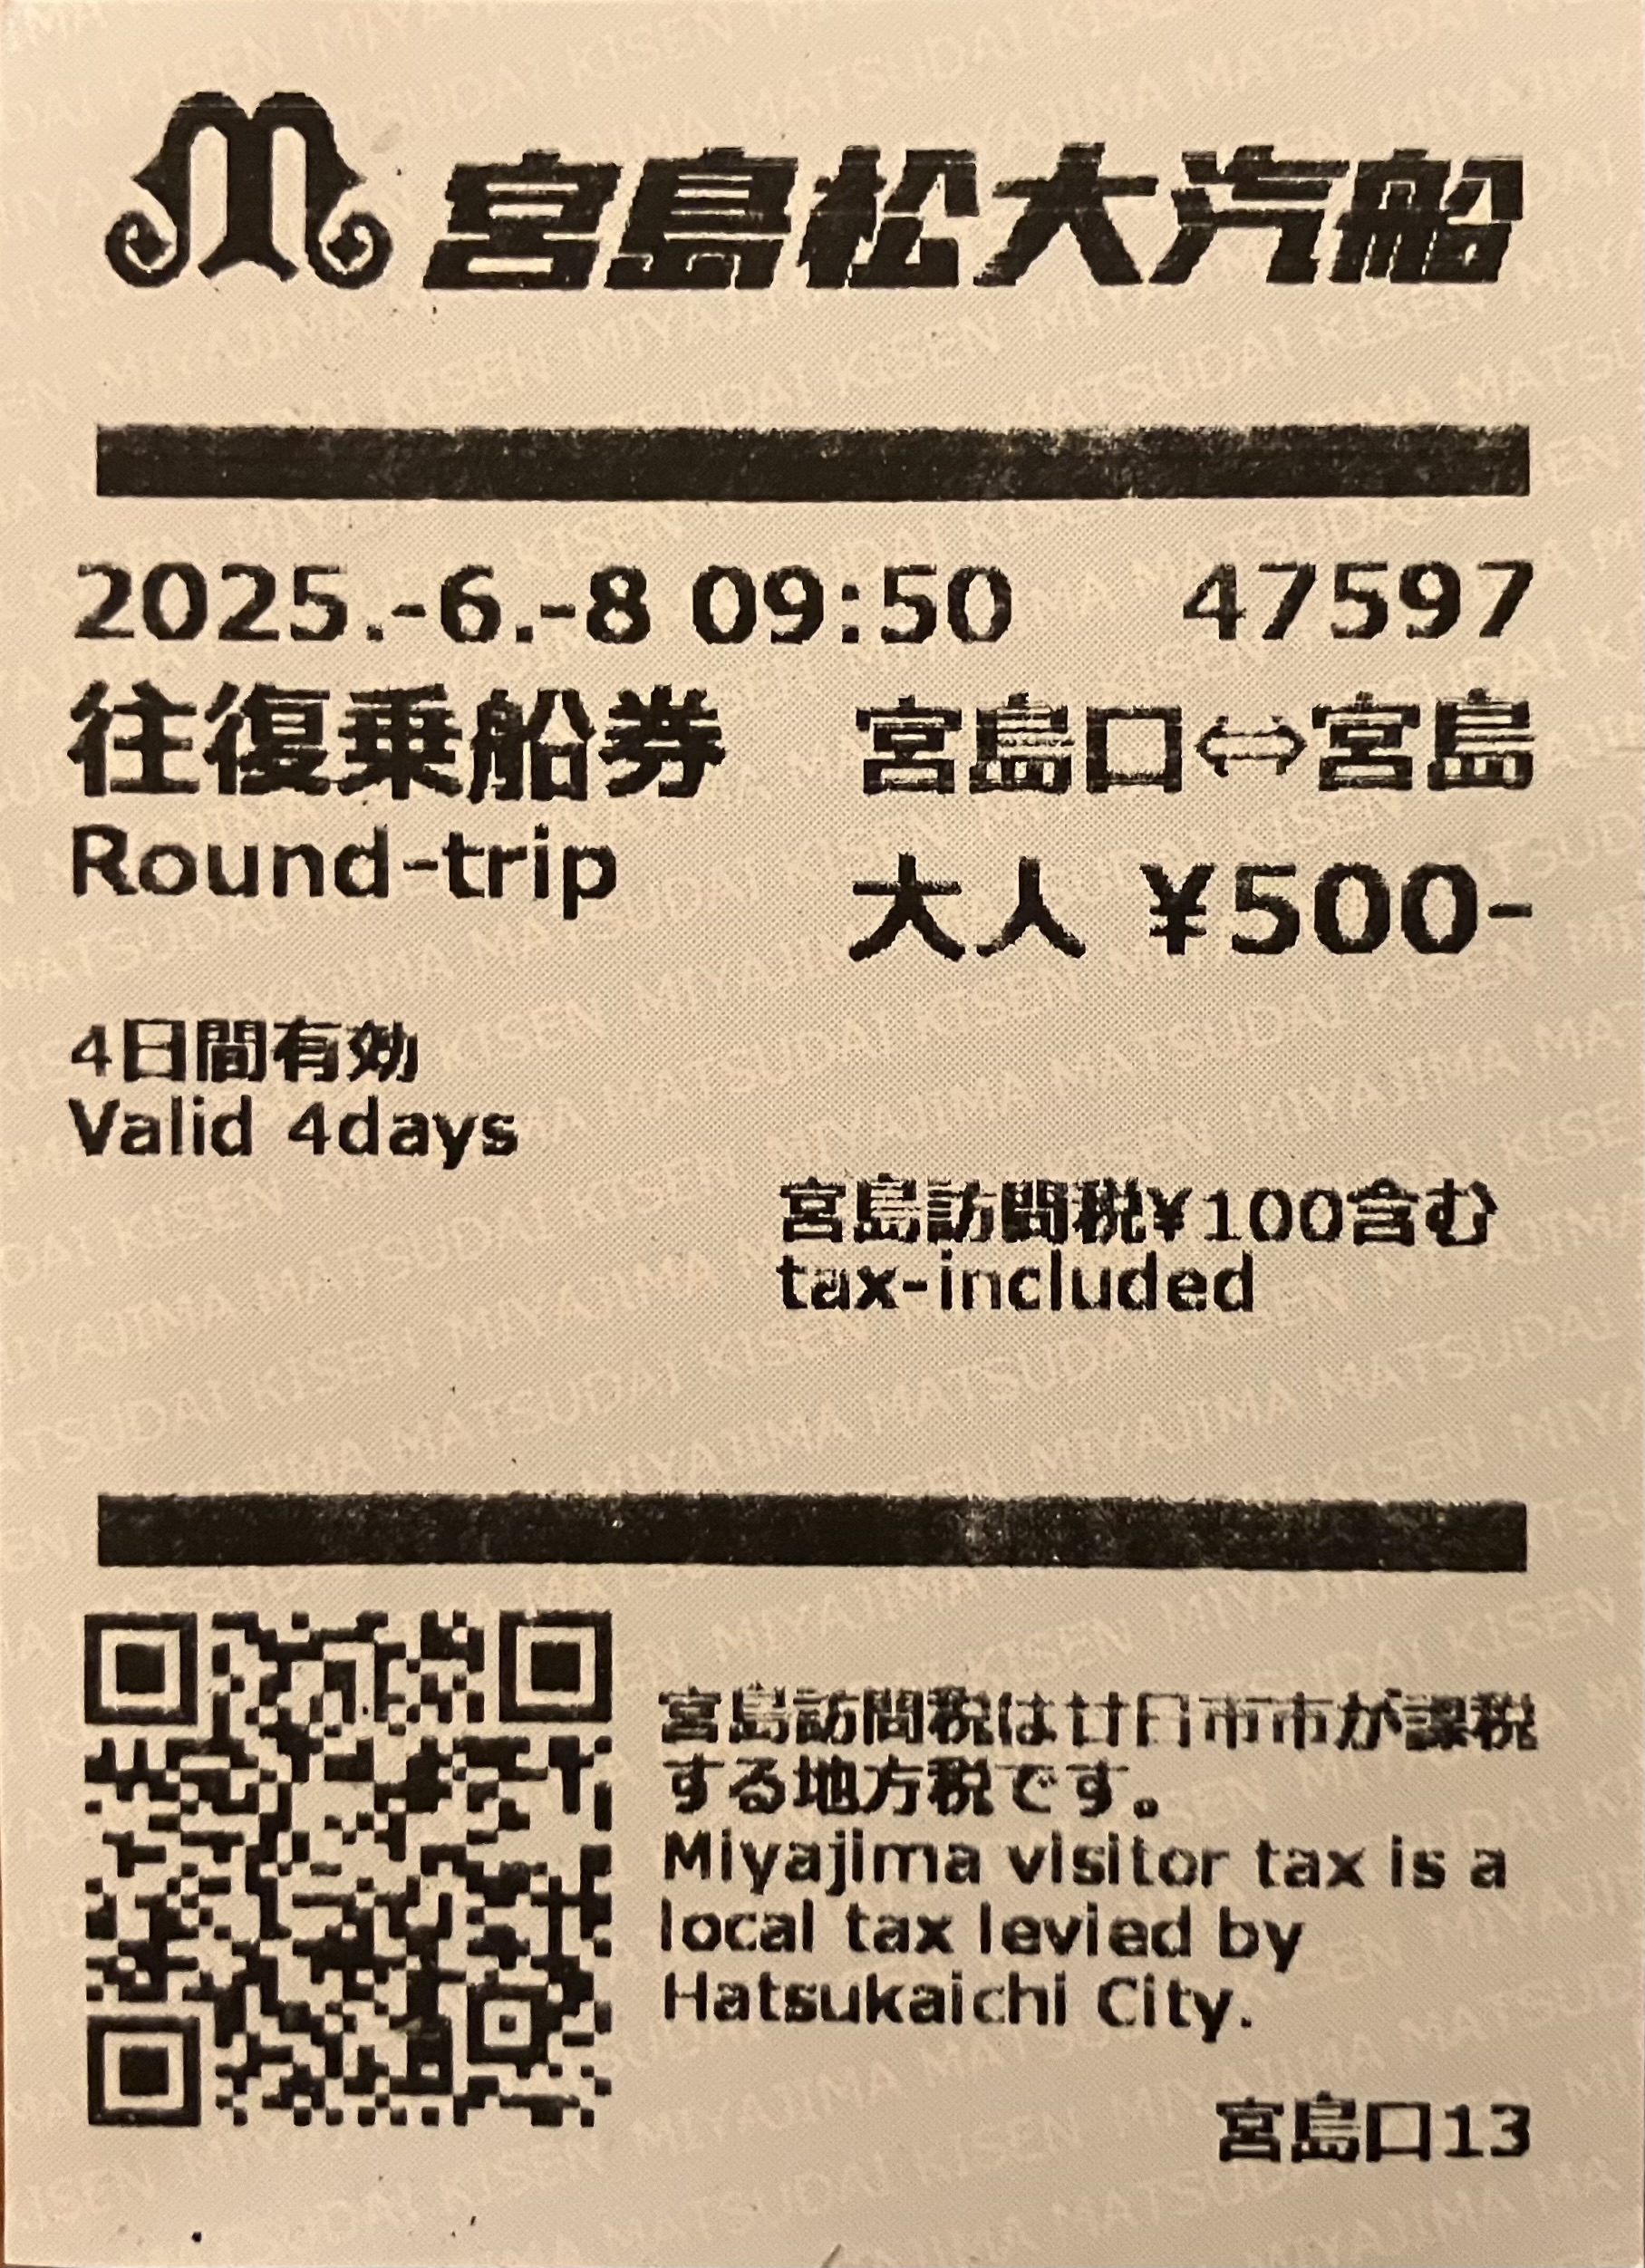 宮島松大汽船
2025.-6.-8 09:50 47597
往復乗船券 宮島口⇔宮島
Round-trip
大人 ¥500-
4日間有効
Valid 4days
宮島訪問税¥100含む
tax-included
宮島訪問税は廿日市市が課税
する地方税です。
Miyajima visitor tax is a
local tax levied by
Hatsukaichi City.
宮島口13
MIYAJIMA MATSUDAI KISEN